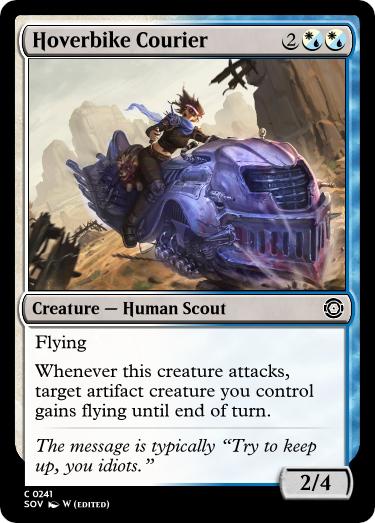 Hoverbike Courier 2
Creature — Human Scout
Flying
Whenever this creature attacks,
target artifact creature you control
gains flying until end of turn.
The message is typically “Try to keep
up, you idiots.”
2/4
C 0241
SOV W (EDITED)